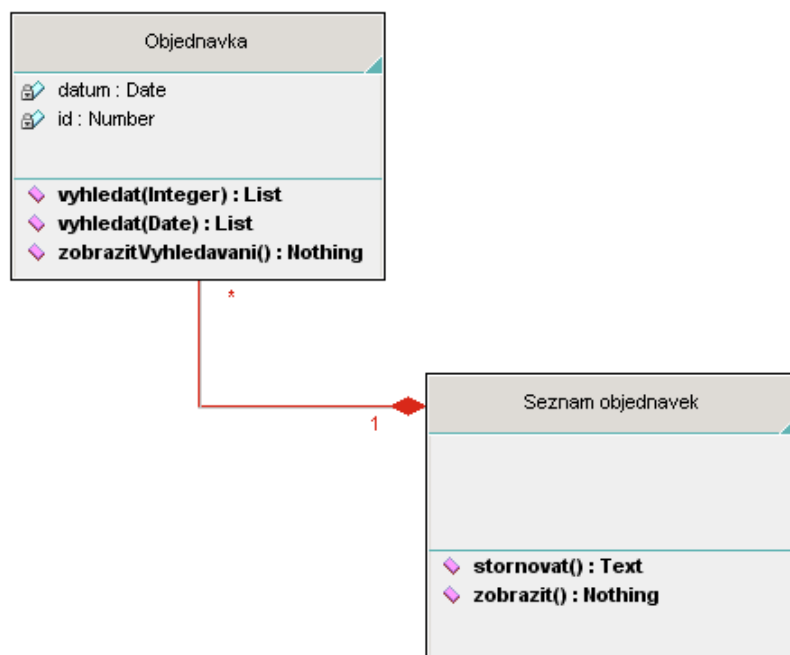 Objednavka
datum : Date
id : Number
vyhledat(Integer) : List
vyhledat(Date) : List
zobrazitVyhledavani() : Nothing
*
1
Seznam objednavek
stornovat() : Text
zobrazit() : Nothing